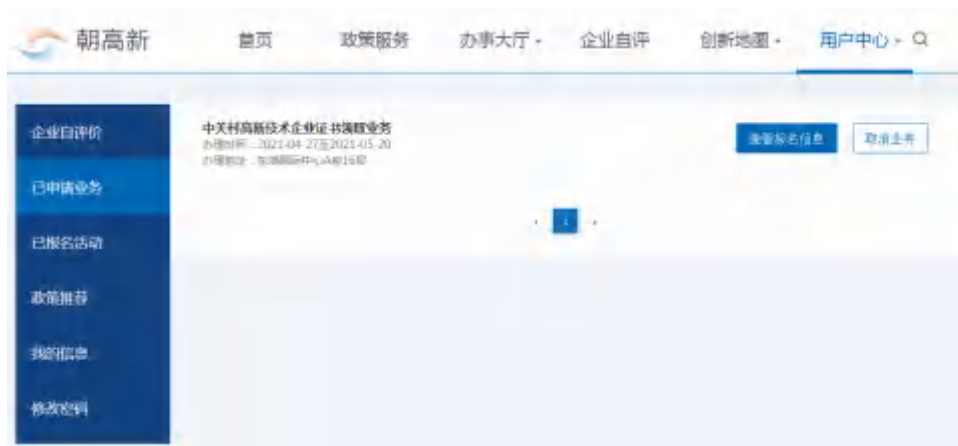 朝高新
首页 政策服务 办事大厅 企业自评 创新地图 用户中心
企业自评价
已申请业务
已报名活动
政策推荐
我的信息
修改密码
中关村高新技术企业证书领取业务
办理时间：2021-04-27至2021-05-20
办理地址：
报名信息 取消业务
1